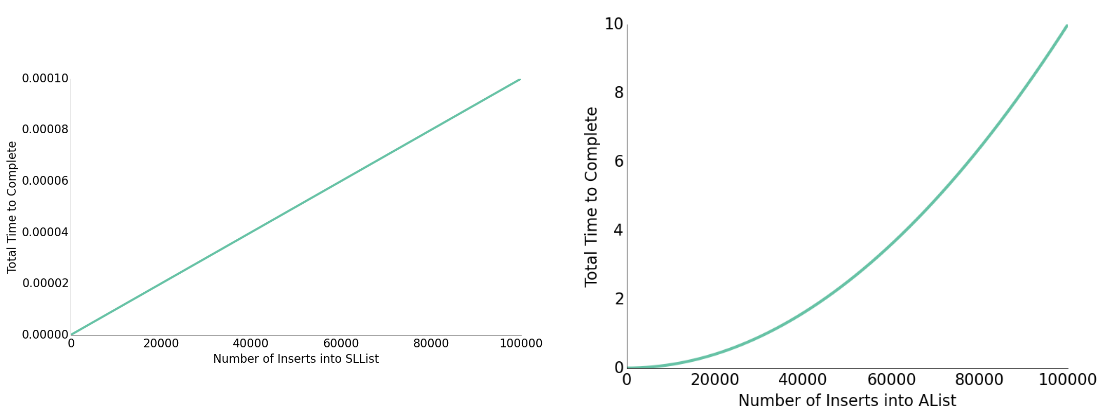 Total Time to Complete
0.00010
0.00008
0.00006
0.00004
0.00002
0.00000
0 20000 40000 60000 80000 100000
Number of Inserts into SLList
Total Time to Complete
10
8
6
4
2
0
0 20000 40000 60000 80000 100000
Number of Inserts into AList